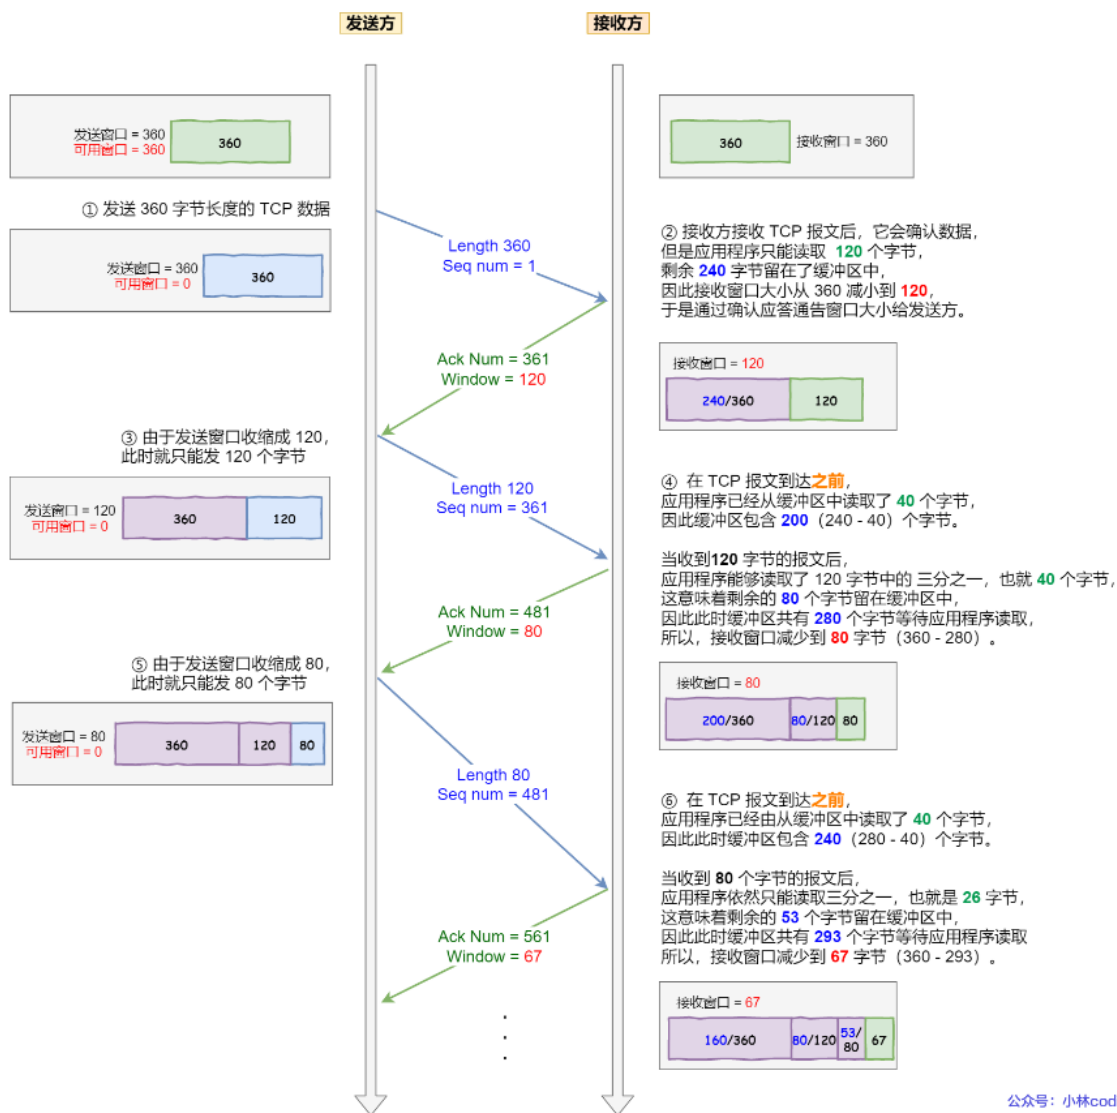 发送方
接收方
发送窗口 = 360
可用窗口 = 360
360
360
接收窗口 = 360
① 发送 360 字节长度的 TCP 数据
发送窗口 = 360
可用窗口 = 0
360
Length 360
Seq num = 1
② 接收方接收 TCP 报文后，它会确认数据，
但是应用程序只能读取 120 个字节，
剩余 240 字节留在了缓冲区中，
因此接收窗口大小从 360 减小到 120，
于是通过确认应答通告窗口大小给发送方。
Ack Num = 361
Window = 120
接收窗口 = 120
240/360
120
③ 由于发送窗口收缩成 120，
此时就只能发 120 个字节
发送窗口 = 120
可用窗口 = 0
360
120
Length 120
Seq num = 361
④ 在 TCP 报文到达之前，
应用程序已经从缓冲区中读取了 40 个字节，
因此缓冲区包含 200（240 - 40）个字节。
当收到120 字节的报文后，
应用程序能够读取了 120 字节中的 三分之一，也就 40 个字节，
这意味着剩余的 80 个字节留在缓冲区中，
因此此时缓冲区共有 280 个字节等待应用程序读取，
所以，接收窗口减少到 80 字节（360 - 280）。
Ack Num = 481
Window = 80
接收窗口 = 80
200/360
80/120
80
⑤ 由于发送窗口收缩成 80，
此时就只能发 80 个字节
发送窗口 = 80
可用窗口 = 0
360
120
80
Length 80
Seq num = 481
⑥ 在 TCP 报文到达之前，
应用程序已经由从缓冲区中读取了 40 个字节，
因此此时缓冲区包含 240（280 - 40）个字节。
当收到 80 个字节的报文后，
应用程序依然只能读取三分之一，也就是 26 字节，
这意味着剩余的 53 个字节留在缓冲区中，
因此此时缓冲区共有 293 个字节等待应用程序读取
所以，接收窗口减少到 67 字节（360 - 293）。
Ack Num = 561
Window = 67
接收窗口 = 67
160/360
80/120
53/
80
67
公众号：小林cod